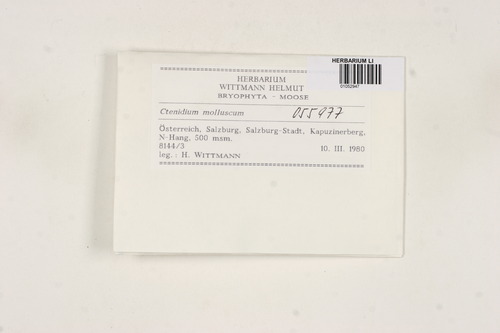 HERBARIUM LI
01052947
HERBARIUM
WITTMANN HELMUT
BRYOPHYTA - MOOSE
Ctenidium molluscum 055977
Österreich, Salzburg, Salzburg-Stadt, Kapuzinerberg,
N-Hang, 500 msm.
8144/3 10. III. 1980
leg.: H. WITTMANN